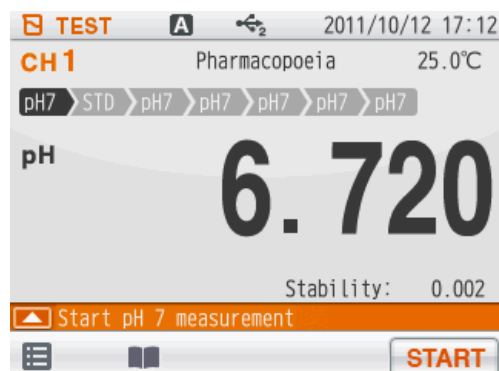 TEST A 2 2011/10/12 17:12
CH1 Pharmacopoeia 25.0℃
pH7 STD pH7 pH7 pH7 pH7 pH7
pH 6.720
Stability: 0.002
Start pH 7 measurement
START